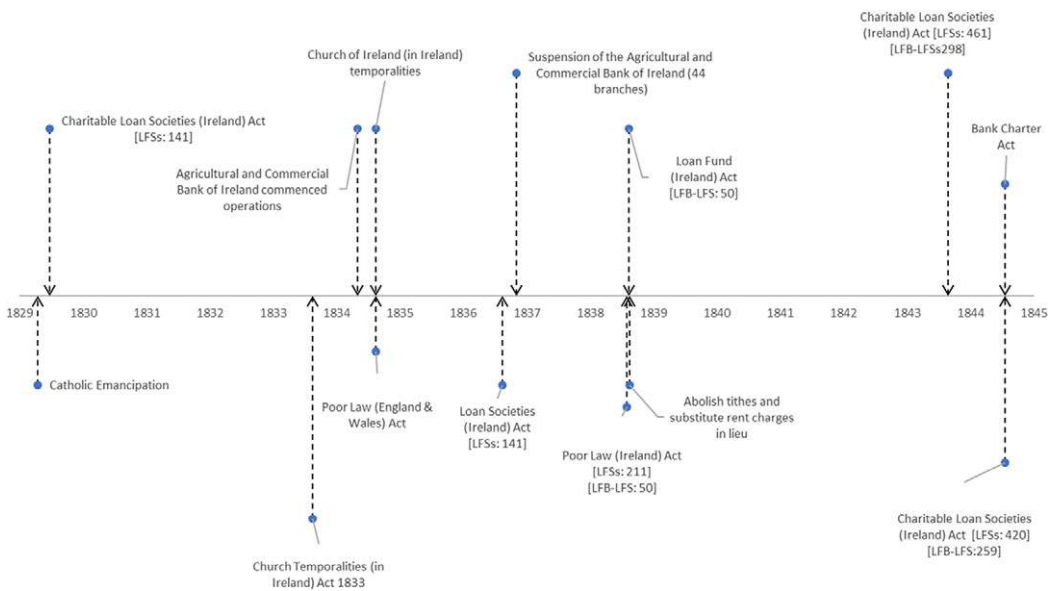 Charitable Loan Societies
(Ireland) Act [LFSs: 461]
[LFB-LFSs298]
Church of Ireland (in Ireland)
temporalities
Suspension of the Agricultural and
Commercial Bank of Ireland (44
branches)
Charitable Loan Societies (Ireland) Act
[LFSs: 141]
Bank Charter
Act
Agricultural and Commercial
Bank of Ireland commenced
operations
Loan Fund
(Ireland) Act
[LFB-LFS: 50]
1829 1830 1831 1832 1833 1834 1835 1836 1837 1838 1839 1840 1841 1842 1843 1844 1845
Catholic Emancipation
Poor Law (England &
Wales) Act
Loan Societies
(Ireland) Act
[LFSs: 141]
Abolish tithes and
substitute rent charges
in lieu
Poor Law (Ireland) Act
[LFSs: 211]
[LFB-LFS: 50]
Charitable Loan Societies
(Ireland) Act [LFSs: 420]
[LFB-LFS:259]
Church Temporalities (in
Ireland) Act 1833